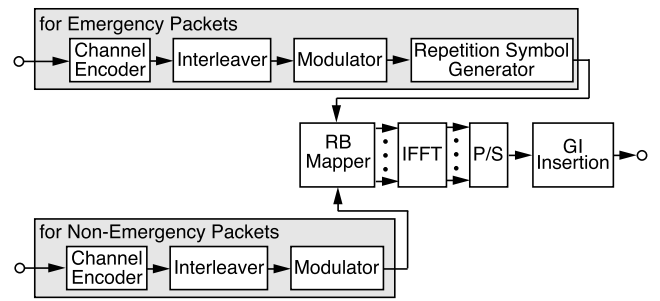 for Emergency Packets
Channel
Encoder
Interleaver
Modulator
Repetition Symbol
Generator
RB
Mapper
IFFT
P/S
GI
Insertion
for Non-Emergency Packets
Channel
Encoder
Interleaver
Modulator